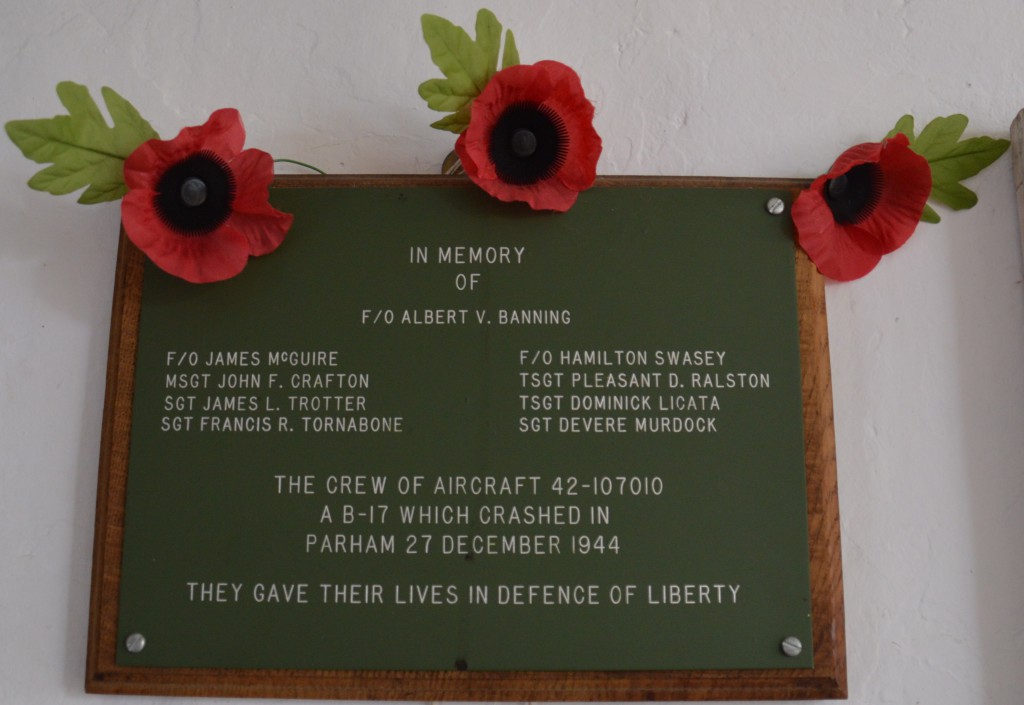 IN MEMORY
OF
F/O ALBERT V. BANNING
F/O JAMES McGUIRE
MSGT JOHN F. CRAFTON
SGT JAMES L. TROTTER
SGT FRANCIS R. TORNABONE
F/O HAMILTON SWASEY
TSGT PLEASANT D. RALSTON
TSGT DOMINICK LICATA
SGT DEVERE MURDOCK
THE CREW OF AIRCRAFT 42-107010
A B-17 WHICH CRASHED IN
PARHAM 27 DECEMBER 1944
THEY GAVE THEIR LIVES IN DEFENCE OF LIBERTY